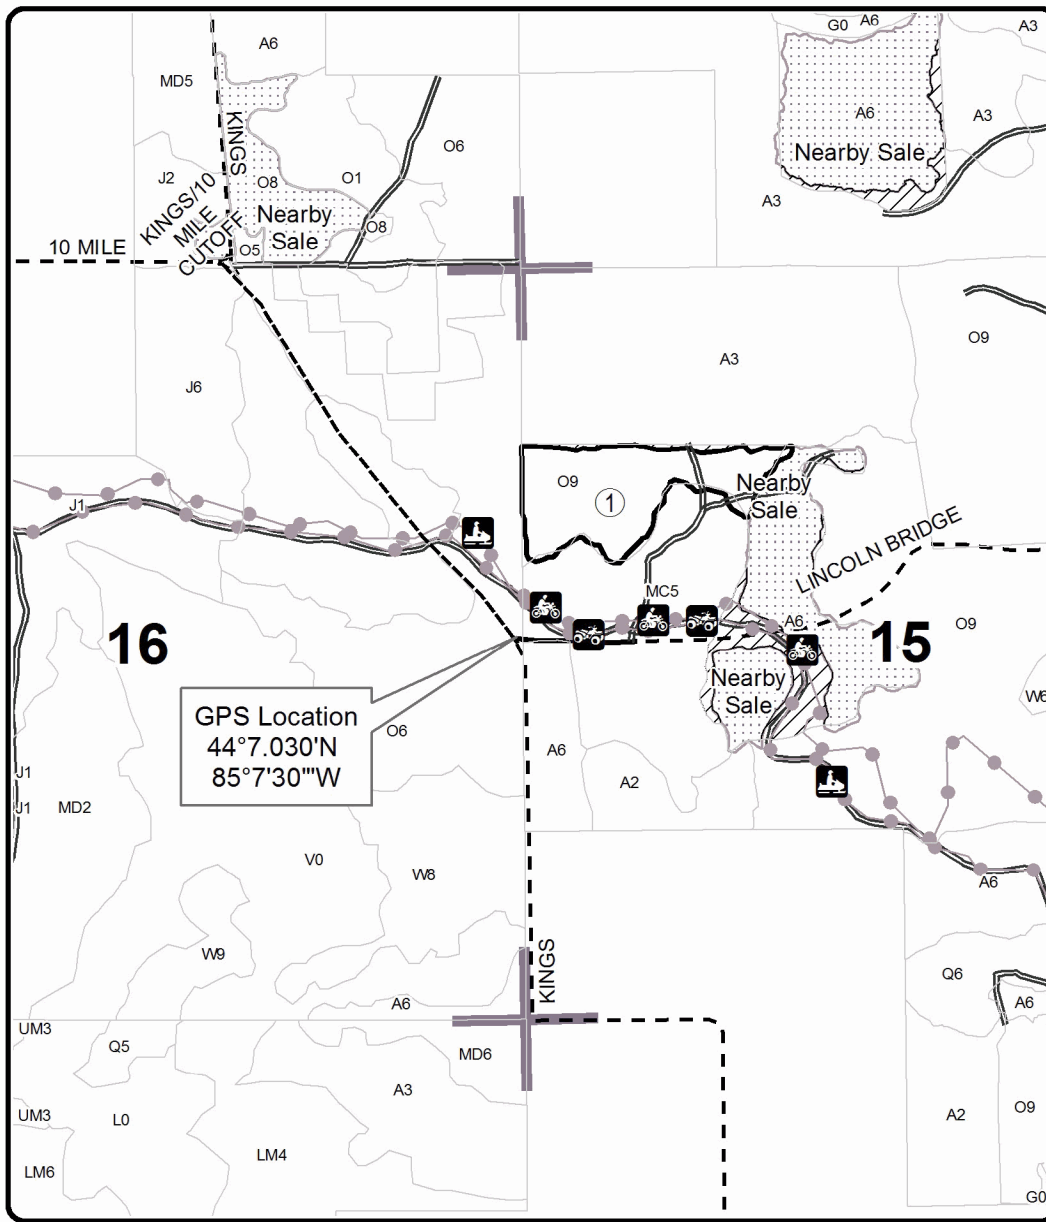 G0
A6
A3
A6
MD5
KINGS
A6
A3
O6
Nearby Sale
J2
O8
O1
A3
KINGS/10
MILE
CUTOFF
Nearby
Sale
O8
10 MILE
O5
O9
A3
J6
O9
1
Nearby
Sale
J1
LINCOLN BRIDGE
MC5
A6
O9
16
15
Nearby
Sale
W6
GPS Location
44°7.030'N
85°7'30""W
O6
A6
J1
A2
J1
MD2
V0
W8
A6
W9
KINGS
Q6
A6
A6
UM3
Q5
MD6
A3
UM3
L0
A2
O9
LM4
LM6
G0